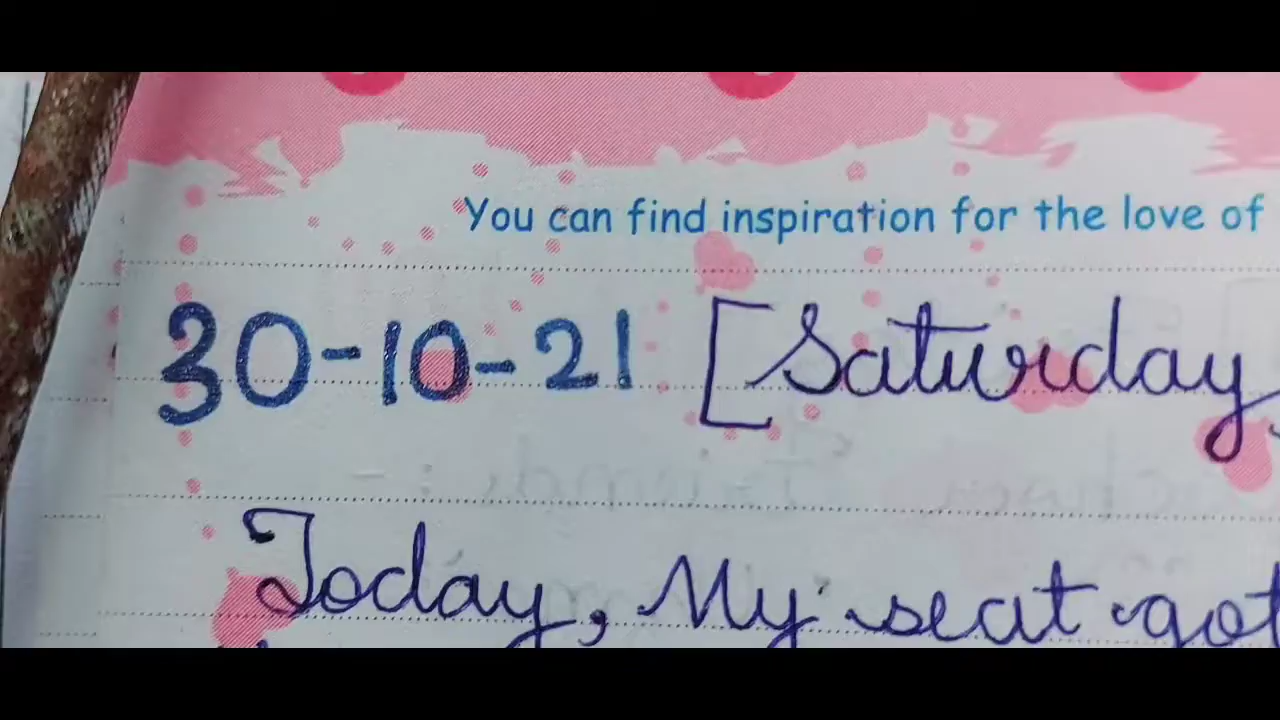 You can find inspiration for the love of
30-10-21 [Saturday
Today, My seat got